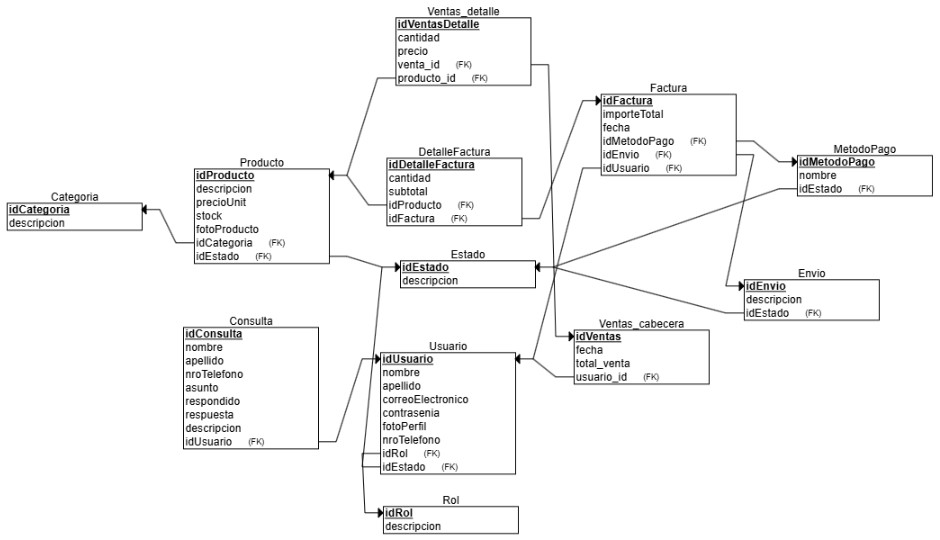 Ventas_detalle
idVentasDetalle
cantidad
precio
venta_id (FK)
producto_id (FK)
Factura
idFactura
importeTotal
fecha
idMetodoPago (FK)
idEnvio (FK)
idUsuario (FK)
DetalleFactura
idDetalleFactura
cantidad
subtotal
idProducto (FK)
idFactura (FK)
MetodoPago
idMetodoPago
nombre
idEstado (FK)
Producto
idProducto
descripcion
precioUnit
stock
fotoProducto
idCategoria (FK)
idEstado (FK)
Categoria
idCategoria
descripcion
Estado
idEstado
descripcion
Envio
idEnvio
descripcion
idEstado (FK)
Consulta
idConsulta
nombre
apellido
nroTelefono
asunto
respondido
respuesta
descripcion
idUsuario (FK)
Ventas_cabecera
idVentas
fecha
total_venta
usuario_id (FK)
Usuario
idUsuario
nombre
apellido
correoElectronico
contrasenia
fotoPerfil
nroTelefono
idRol (FK)
idEstado (FK)
Rol
idRol
descripcion